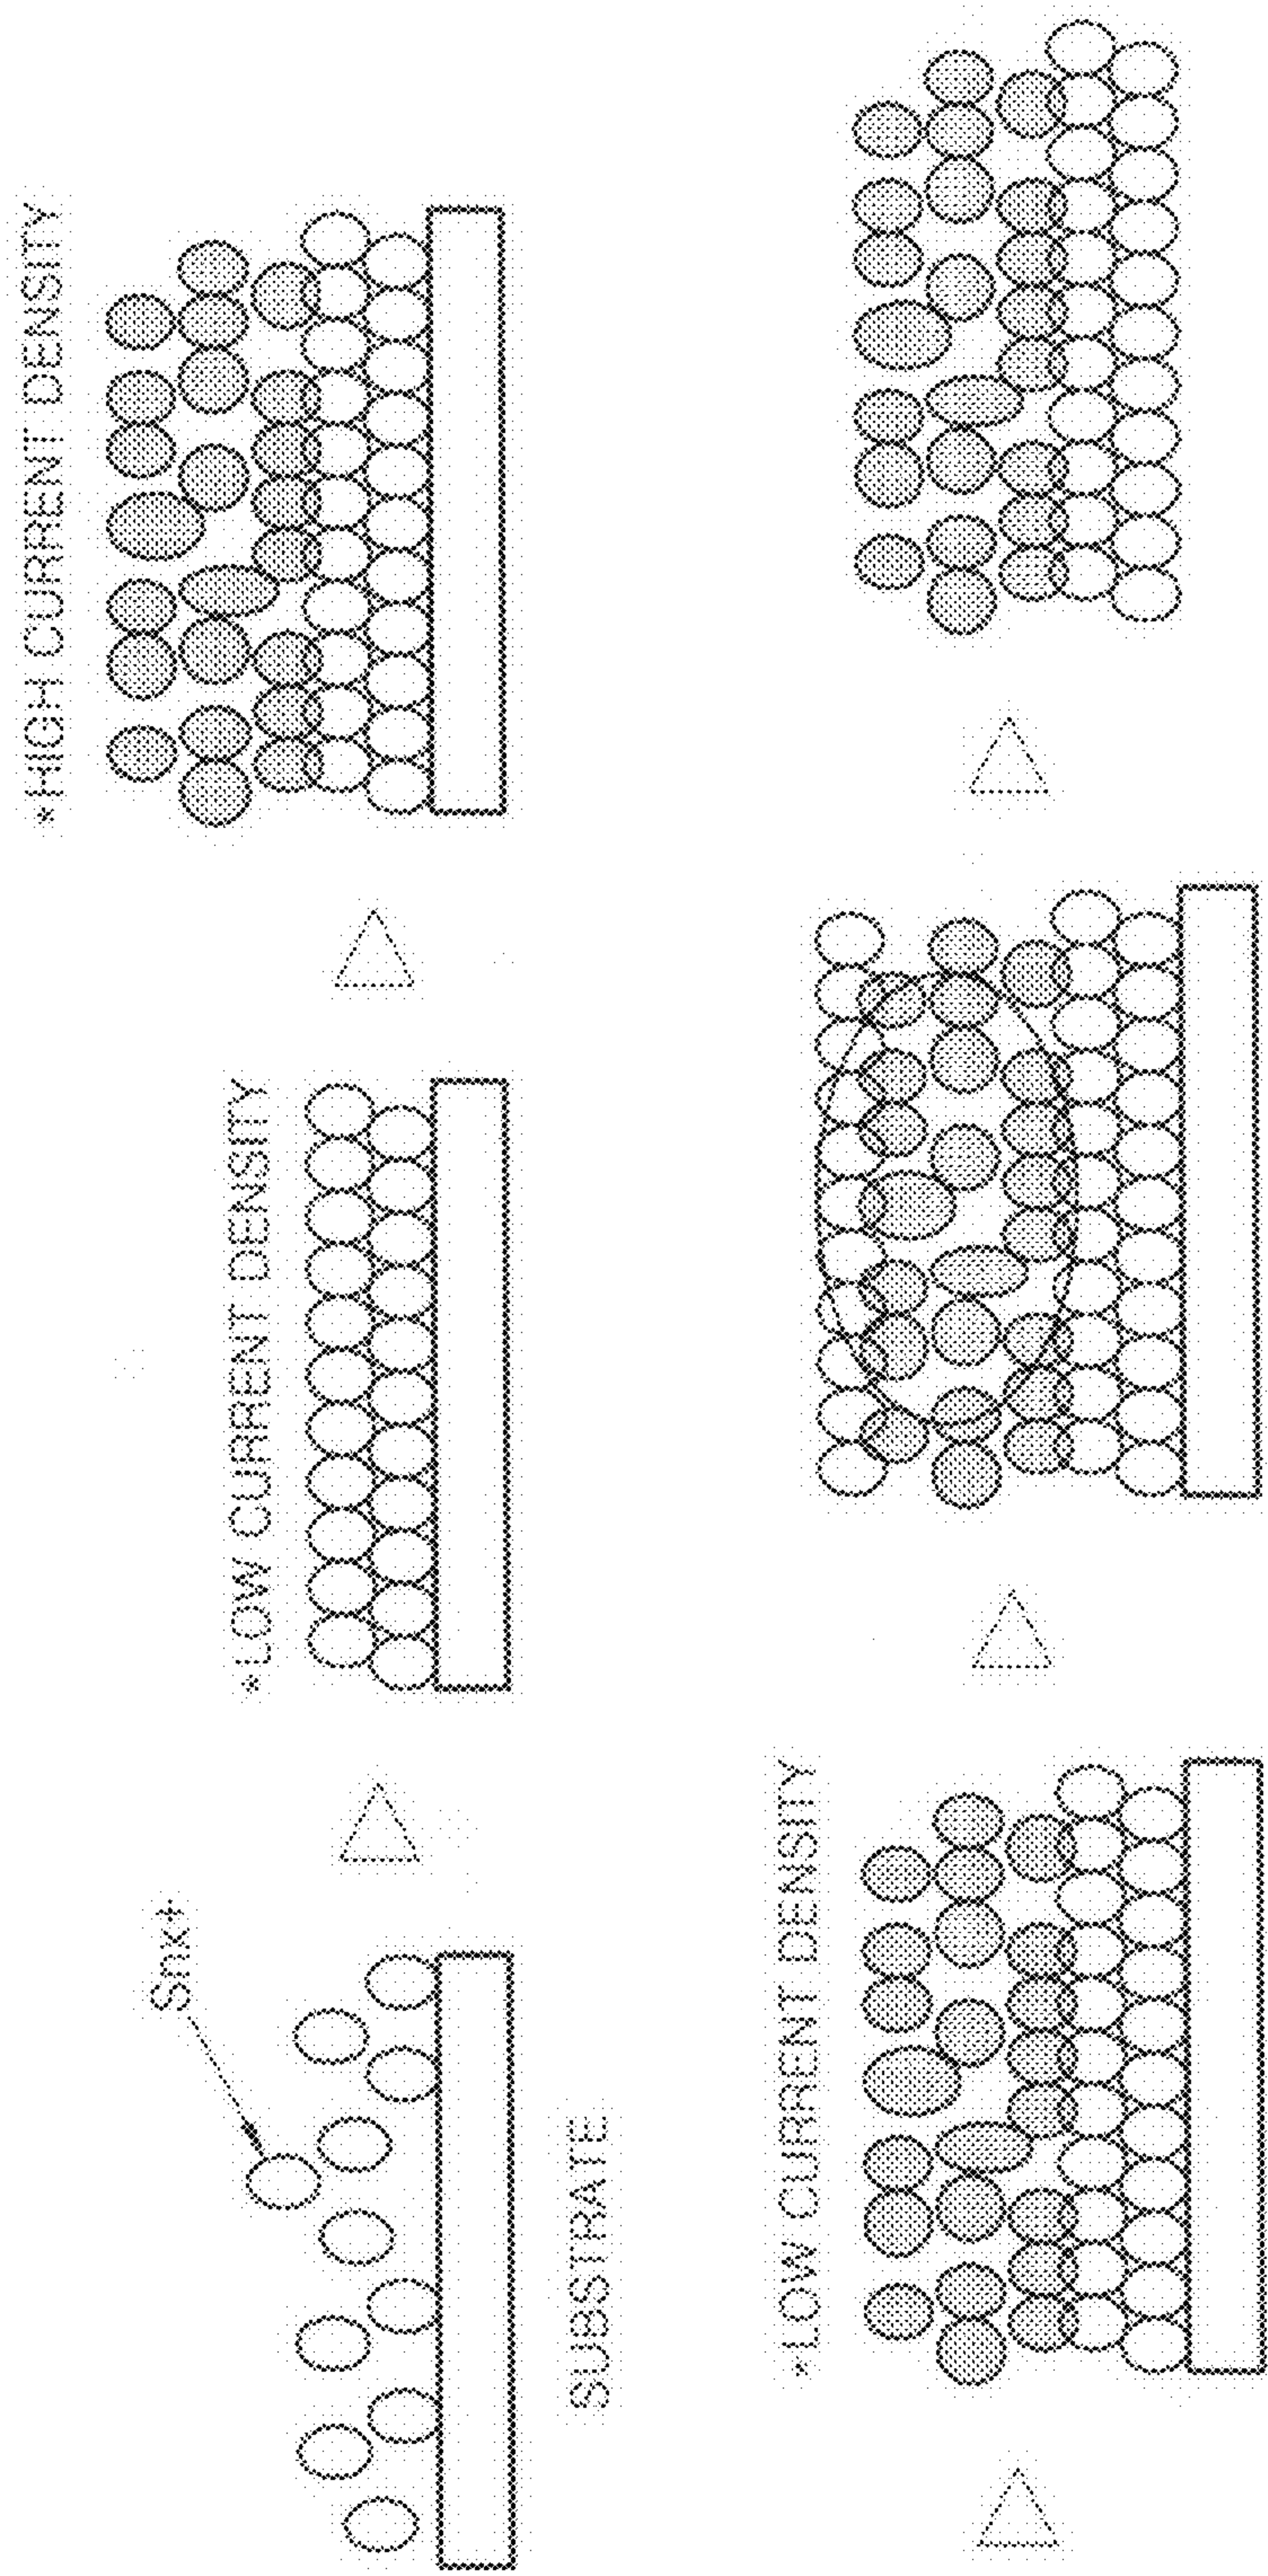 Snx+
SUBSTRATE
*LOW CURRENT DENSITY
*HIGH CURRENT DENSITY
*LOW CURRENT DENSITY